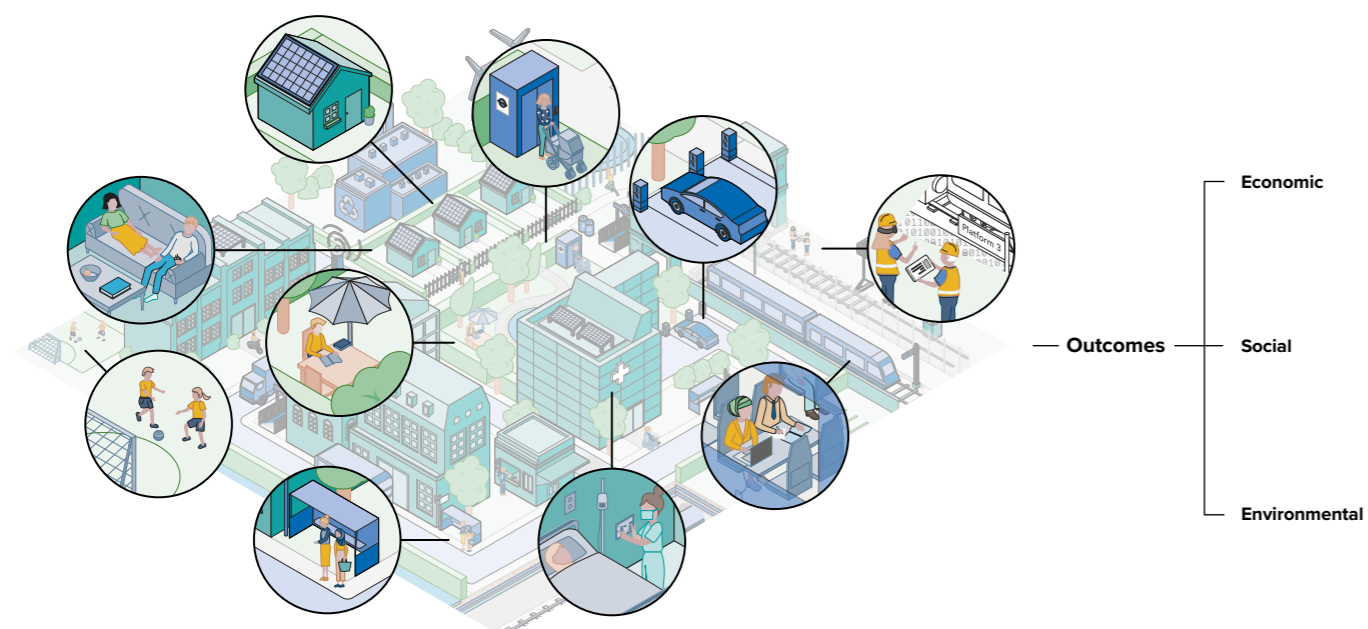 Platform 3
Economic
Outcomes
Social
Environmental